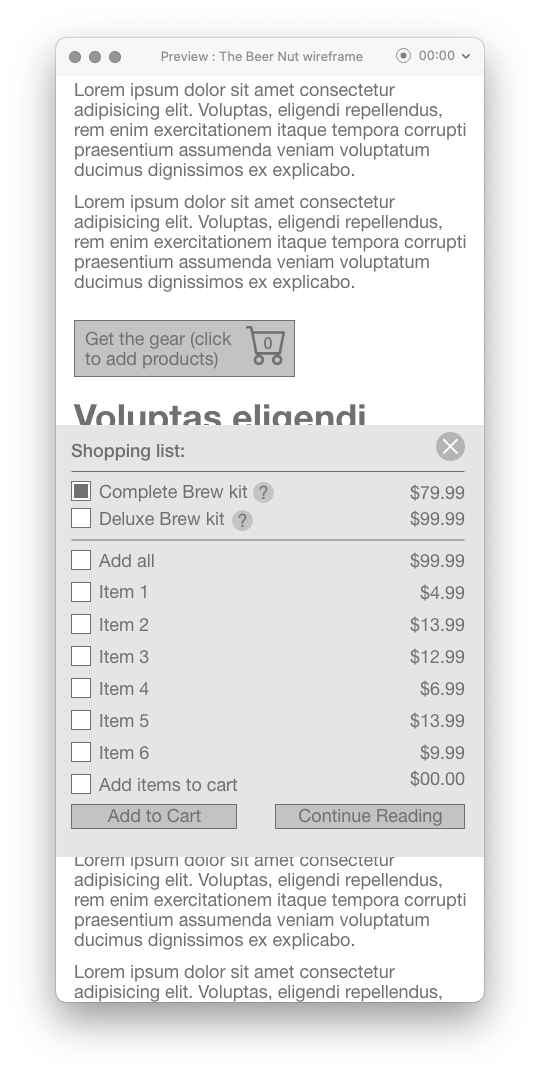 Preview : The Beer Nut wireframe 00:00
Lorem ipsum dolor sit amet consectetur
adipisicing elit. Voluptas, eligendi repellendus,
rem enim exercitationem itaque tempora corrupti
praesentium assumenda veniam voluptatum
ducimus dignissimos ex explicabo.
Lorem ipsum dolor sit amet consectetur
adipisicing elit. Voluptas, eligendi repellendus,
rem enim exercitationem itaque tempora corrupti
praesentium assumenda veniam voluptatum
ducimus dignissimos ex explicabo.
Get the gear (click
to add products)
0
Voluptas eligendi
Shopping list:
Complete Brew kit ? $79.99
Deluxe Brew kit ? $99.99
Add all $99.99
Item 1 $4.99
Item 2 $13.99
Item 3 $12.99
Item 4 $6.99
Item 5 $13.99
Item 6 $9.99
Add items to cart $00.00
Add to Cart Continue Reading
Lorem ipsum dolor sit amet consectetur
adipisicing elit. Voluptas, eligendi repellendus,
rem enim exercitationem itaque tempora corrupti
praesentium assumenda veniam voluptatum
ducimus dignissimos ex explicabo.
Lorem ipsum dolor sit amet consectetur
adipisicing elit. Voluptas, eligendi repellendus,